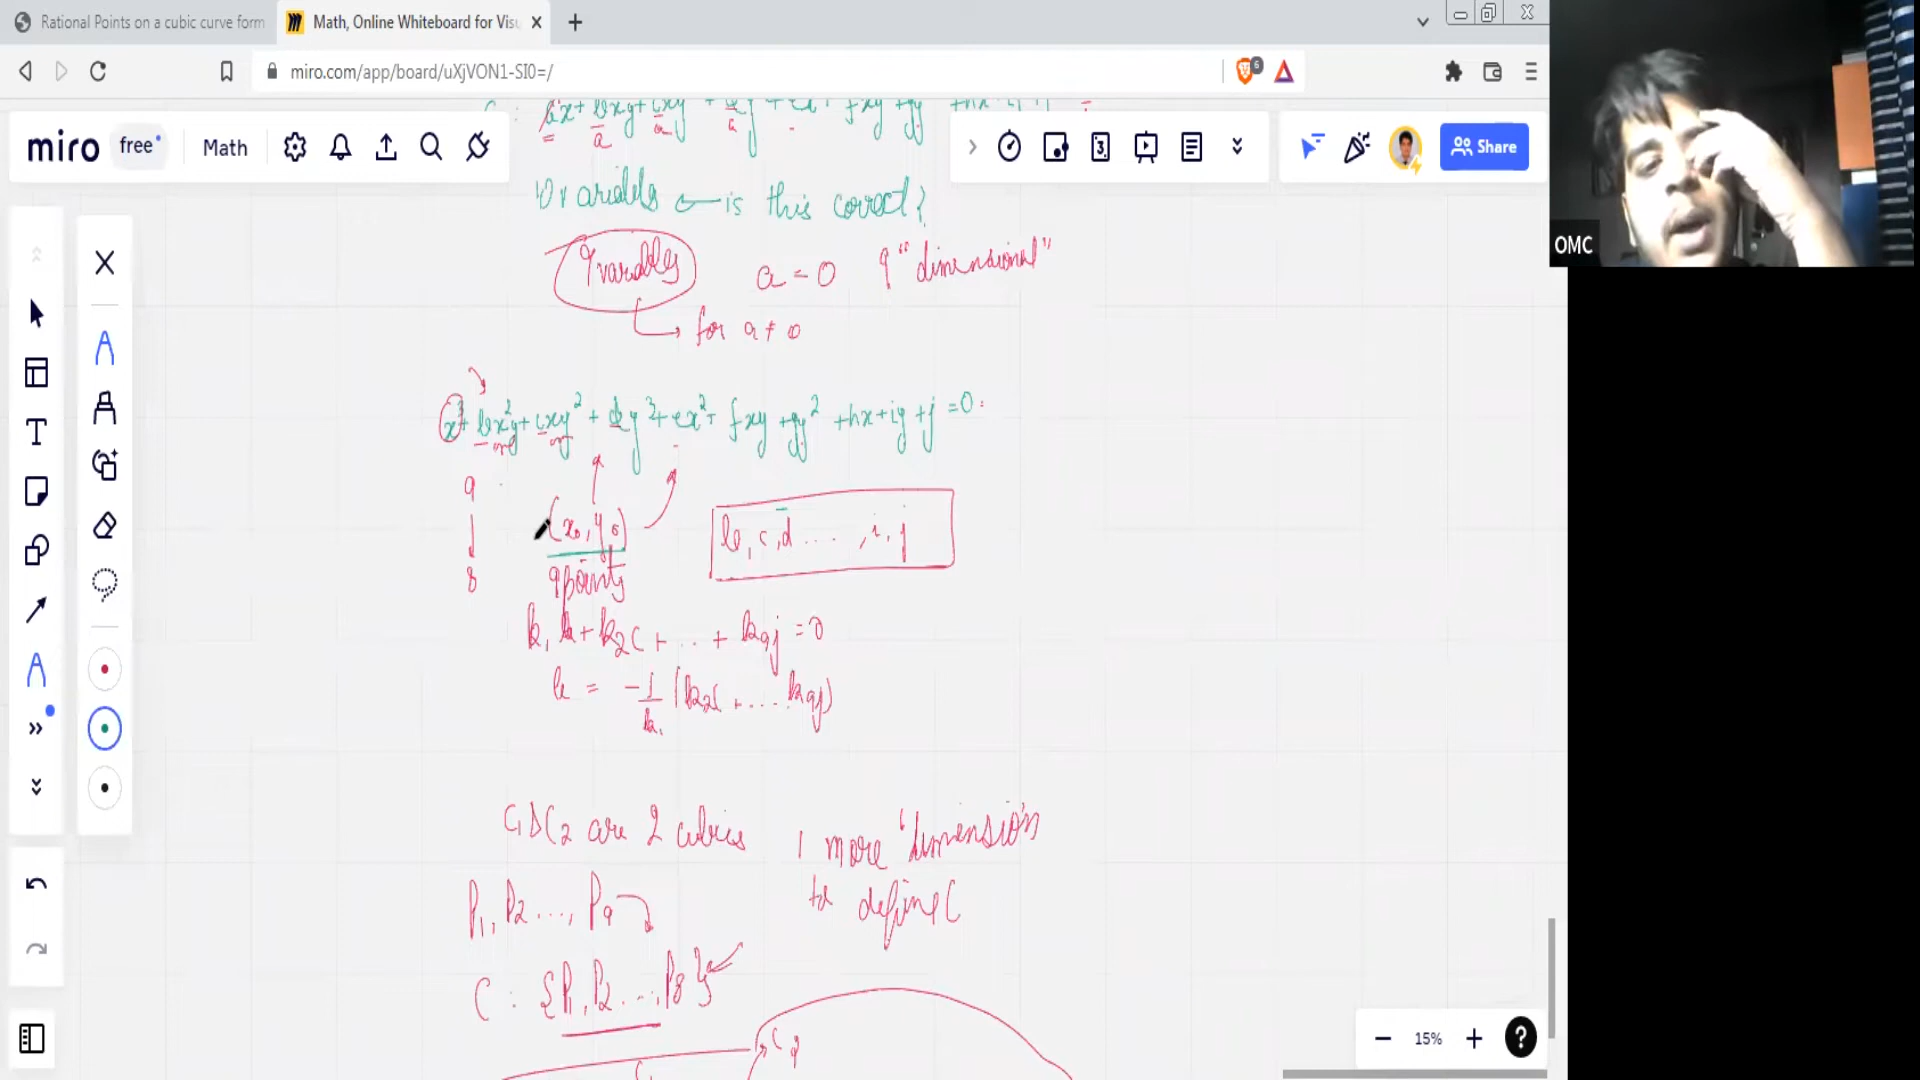 Rational Points on a cubic curve form
Math, Online Whiteboard for Visu
miro.com/app/board/uXjVON1-SI0=/
6
miro free Math
3
Share
OMC
10 variables ← is this correct?
9 variables a = 0 9 "dimensional"
→ for a ≠ 0
x³ + bx²y + cxy² + dy³ + ex² + fxy + gy² + hx + iy + j = 0
9
(x₀, y₀)
b, c, d ...., i, j
8
9 points
k₁b + k₂c + ... + k₉j = 0
b = -1/k₁ (k₂c + .... k₉j)
C₁ & C₂ are 2 cubics
1 more "dimension
to define C
P₁, P₂ ..., P₉
C : {P₁, P₂ ...., P₈}
15%